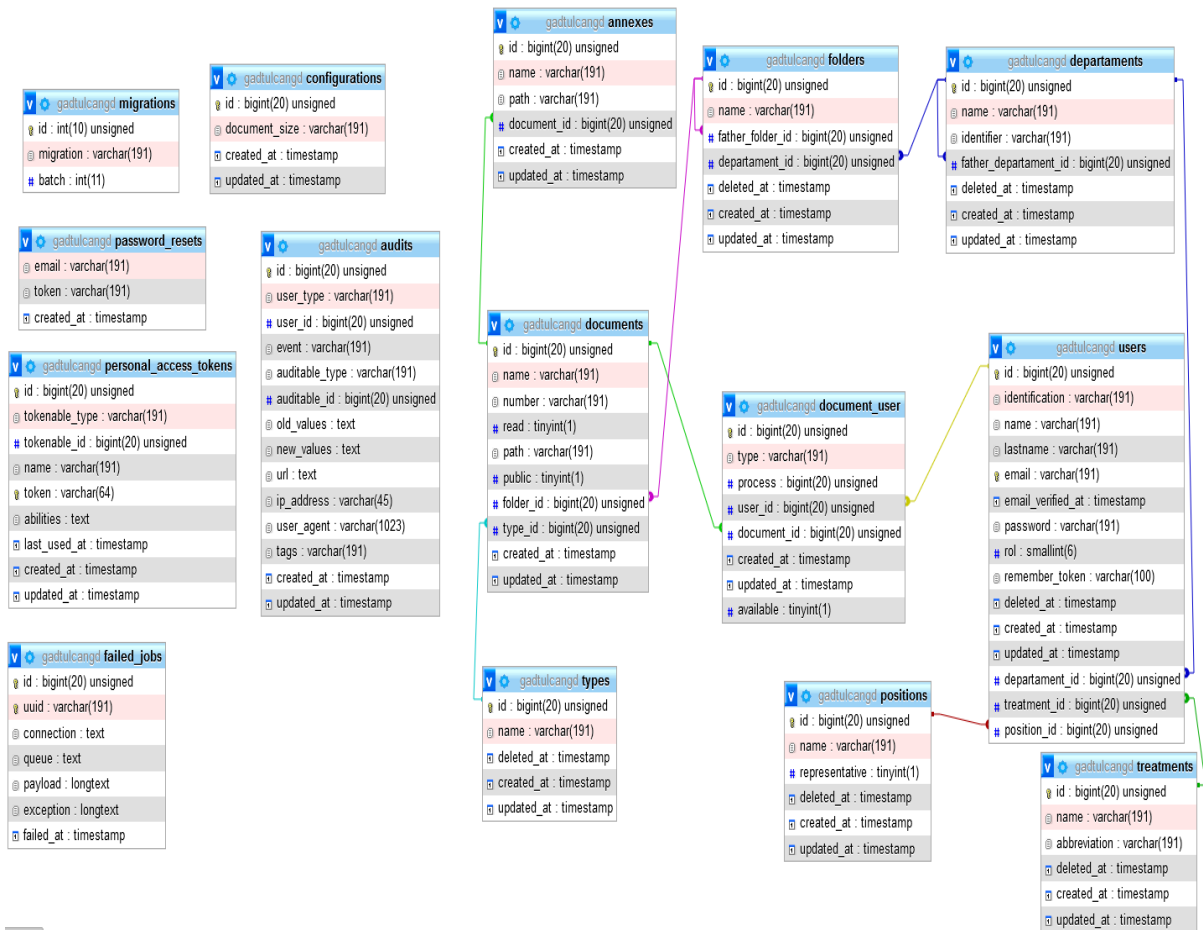 gadtulcangd migrations
id : int(10) unsigned
migration : varchar(191)
batch : int(11)
gadtulcangd configurations
id : bigint(20) unsigned
document_size : varchar(191)
created_at : timestamp
updated_at : timestamp
gadtulcangd annexes
id : bigint(20) unsigned
name : varchar(191)
path : varchar(191)
document_id : bigint(20) unsigned
created_at : timestamp
updated_at : timestamp
gadtulcangd folders
id : bigint(20) unsigned
name : varchar(191)
father_folder_id : bigint(20) unsigned
departament_id : bigint(20) unsigned
deleted_at : timestamp
created_at : timestamp
updated_at : timestamp
gadtulcangd departaments
id : bigint(20) unsigned
name : varchar(191)
identifier : varchar(191)
father_departament_id : bigint(20) unsigned
deleted_at : timestamp
created_at : timestamp
updated_at : timestamp
gadtulcangd password_resets
email : varchar(191)
token : varchar(191)
created_at : timestamp
gadtulcangd audits
id : bigint(20) unsigned
user_type : varchar(191)
user_id : bigint(20) unsigned
event : varchar(191)
auditable_type : varchar(191)
auditable_id : bigint(20) unsigned
old_values : text
new_values : text
url : text
ip_address : varchar(45)
user_agent : varchar(1023)
tags : varchar(191)
created_at : timestamp
updated_at : timestamp
gadtulcangd personal_access_tokens
id : bigint(20) unsigned
tokenable_type : varchar(191)
tokenable_id : bigint(20) unsigned
name : varchar(191)
token : varchar(64)
abilities : text
last_used_at : timestamp
created_at : timestamp
updated_at : timestamp
gadtulcangd documents
id : bigint(20) unsigned
name : varchar(191)
number : varchar(191)
read : tinyint(1)
path : varchar(191)
public : tinyint(1)
folder_id : bigint(20) unsigned
type_id : bigint(20) unsigned
created_at : timestamp
updated_at : timestamp
gadtulcangd document_user
id : bigint(20) unsigned
type : varchar(191)
process : bigint(20) unsigned
user_id : bigint(20) unsigned
document_id : bigint(20) unsigned
created_at : timestamp
updated_at : timestamp
available : tinyint(1)
gadtulcangd users
id : bigint(20) unsigned
identification : varchar(191)
name : varchar(191)
lastname : varchar(191)
email : varchar(191)
email_verified_at : timestamp
password : varchar(191)
rol : smallint(6)
remember_token : varchar(100)
deleted_at : timestamp
created_at : timestamp
updated_at : timestamp
departament_id : bigint(20) unsigned
treatment_id : bigint(20) unsigned
position_id : bigint(20) unsigned
gadtulcangd failed_jobs
id : bigint(20) unsigned
uuid : varchar(191)
connection : text
queue : text
payload : longtext
exception : longtext
failed_at : timestamp
gadtulcangd types
id : bigint(20) unsigned
name : varchar(191)
deleted_at : timestamp
created_at : timestamp
updated_at : timestamp
gadtulcangd positions
id : bigint(20) unsigned
name : varchar(191)
representative : tinyint(1)
deleted_at : timestamp
created_at : timestamp
updated_at : timestamp
gadtulcangd treatments
id : bigint(20) unsigned
name : varchar(191)
abbreviation : varchar(191)
deleted_at : timestamp
created_at : timestamp
updated_at : timestamp